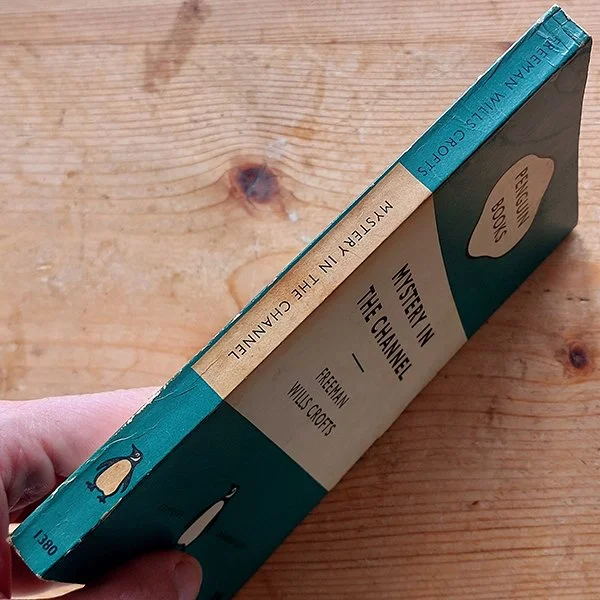 FREEMAN WILLS CROFTS
MYSTERY IN THE CHANNEL
1380
PENGUIN
BOOKS
MYSTERY IN
THE CHANNEL
FREEMAN
WILLS CROFTS